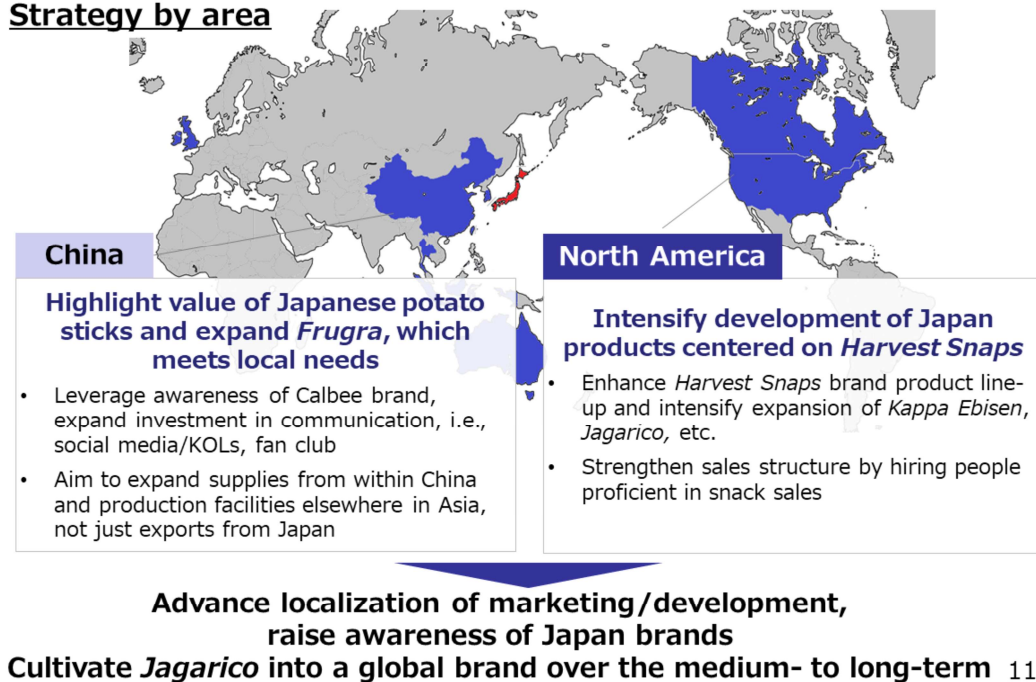 Strategy by area
China
Highlight value of Japanese potato
sticks and expand Frugra, which
meets local needs
• Leverage awareness of Calbee brand,
expand investment in communication, i.e.,
social media/KOLs, fan club
• Aim to expand supplies from within China
and production facilities elsewhere in Asia,
not just exports from Japan
North America
Intensify development of Japan
products centered on Harvest Snaps
• Enhance Harvest Snaps brand product line-
up and intensify expansion of Kappa Ebisen,
Jagarico, etc.
• Strengthen sales structure by hiring people
proficient in snack sales
Advance localization of marketing/development,
raise awareness of Japan brands
Cultivate Jagarico into a global brand over the medium- to long-term
11